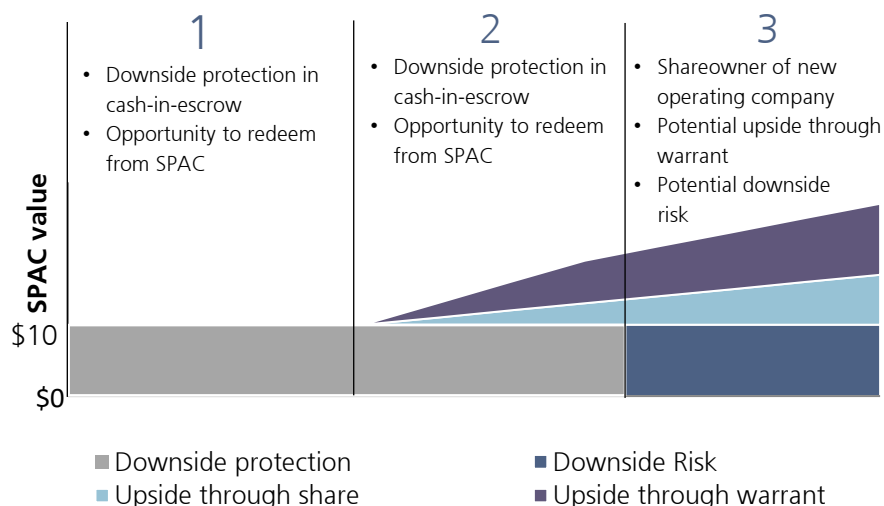 1
• Downside protection in
cash-in-escrow
• Opportunity to redeem
from SPAC
2
• Downside protection in
cash-in-escrow
• Opportunity to redeem
from SPAC
3
• Shareowner of new
operating company
• Potential upside through
warrant
• Potential downside
risk
SPAC value
$10
$0
Downside protection
Downside Risk
Upside through share
Upside through warrant